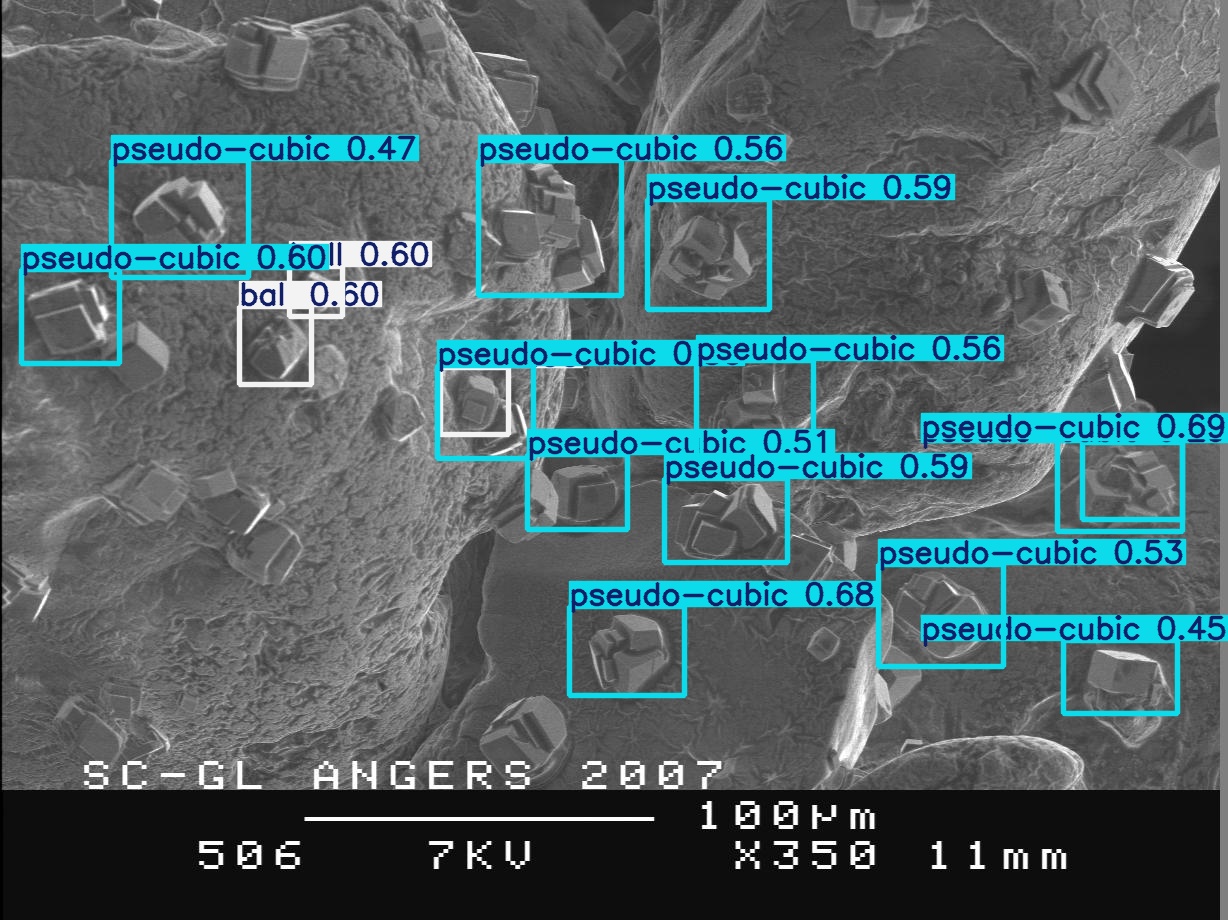 pseudo-cubic 0.47
pseudo-cubic 0.56
pseudo-cubic 0.59
pseudo-cubic 0.60
0.60
0.60
pseudo-cubic
pseudo-cubic 0.56
pseudo-cubic 0.69
pseudo-cubic 0.51
pseudo-cubic 0.59
pseudo-cubic 0.53
pseudo-cubic 0.68
pseudo-cubic 0.45
SC-GL ANGERS 2007
100µm
506 7KV X350 11mm